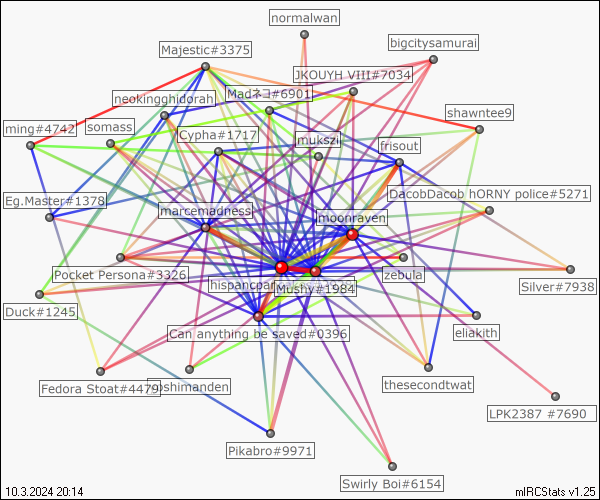 normalwan
bigcitysamurai
Majestic#3375
JKOUYH VIII#7034
Madネコ#6901
neokingghidorah
shawntee9
ming#4742
somass
Cypha#1717
mukszii
frisout
Eg.Master#1378
DacobDacob hORNY police#5271
marcemadness
moonraven
Pocket Persona#3326
zebula
Mushy#1984
Silver#7938
Duck#1245
Can anything be saved#0396
eliakith
Fedora Stoat#4479
thesecondtwat
LPK2387 #7690
Pikabro#9971
Swirly Boi#6154
10.3.2024 20:14
mIRCStats v1.25